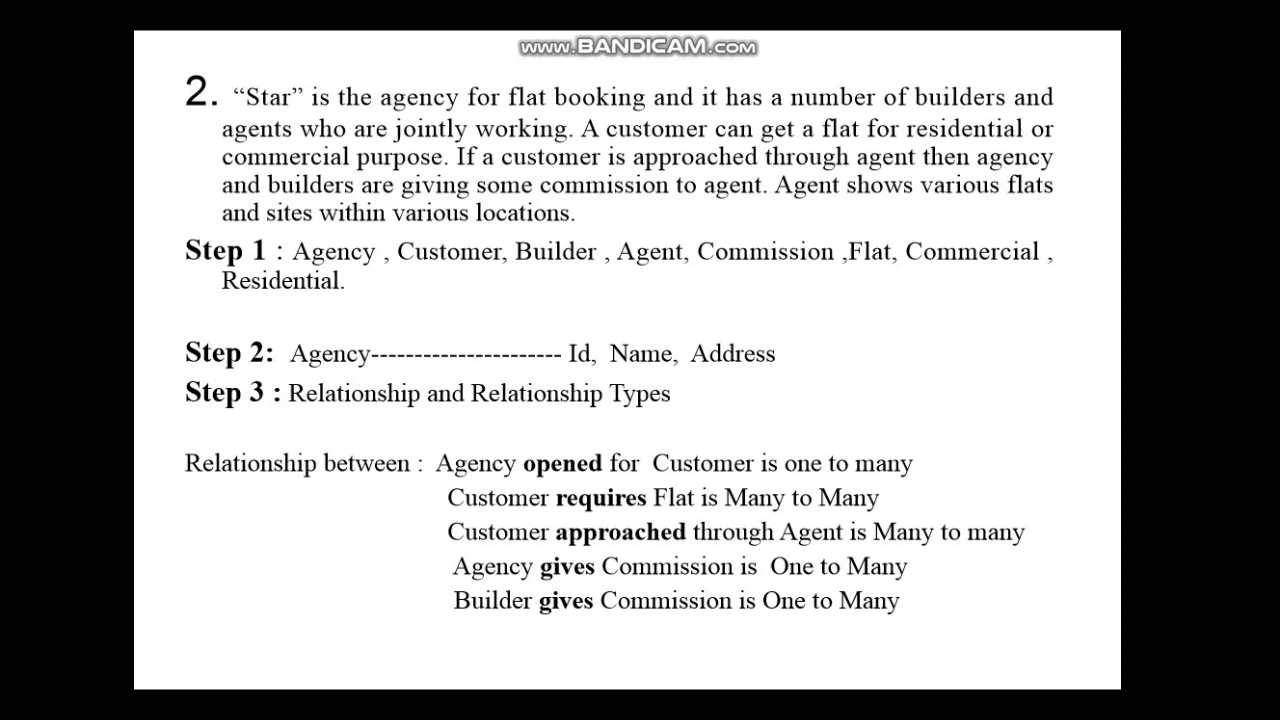 www.BANDICAM.com
2. “Star” is the agency for flat booking and it has a number of builders and
agents who are jointly working. A customer can get a flat for residential or
commercial purpose. If a customer is approached through agent then agency
and builders are giving some commission to agent. Agent shows various flats
and sites within various locations.
Step 1 : Agency , Customer, Builder , Agent, Commission ,Flat, Commercial ,
Residential.
Step 2: Agency---------------------- Id, Name, Address
Step 3 : Relationship and Relationship Types
Relationship between : Agency opened for Customer is one to many
Customer requires Flat is Many to Many
Customer approached through Agent is Many to many
Agency gives Commission is One to Many
Builder gives Commission is One to Many